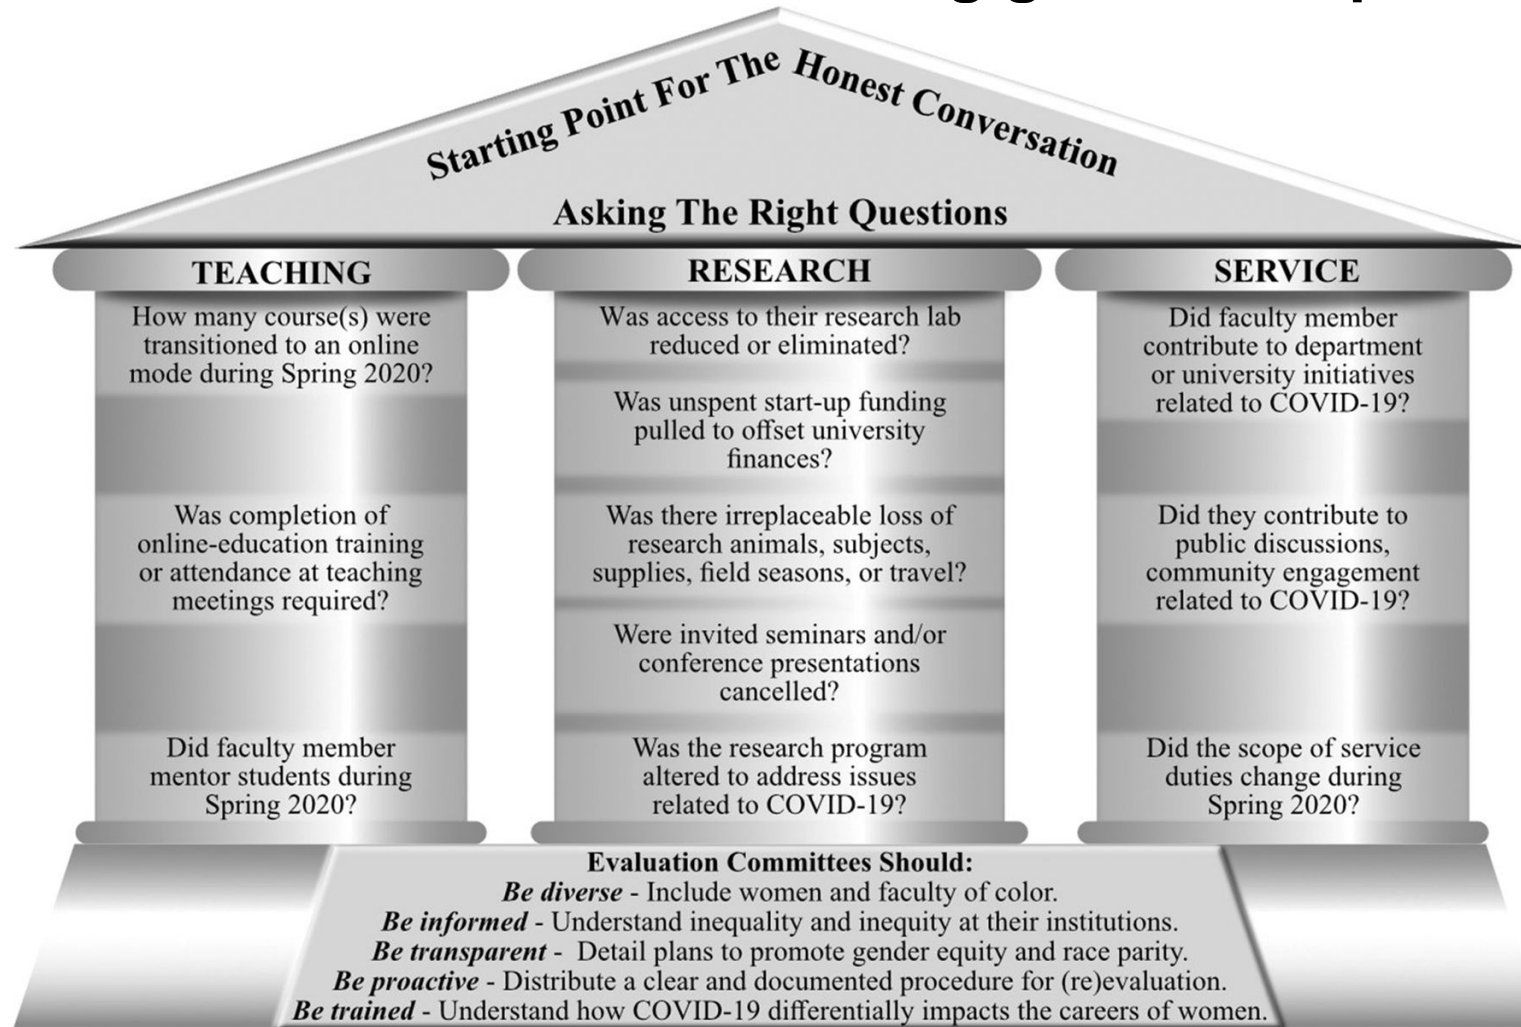 Starting Point For The Honest Conversation
Asking The Right Questions
TEACHING
How many course(s) were
transitioned to an online
mode during Spring 2020?
Was completion of
online-education training
or attendance at teaching
meetings required?
Did faculty member
mentor students during
Spring 2020?
RESEARCH
Was access to their research lab
reduced or eliminated?
Was unspent start-up funding
pulled to offset university
finances?
Was there irreplaceable loss of
research animals, subjects,
supplies, field seasons, or travel?
Were invited seminars and/or
conference presentations
cancelled?
Was the research program
altered to address issues
related to COVID-19?
SERVICE
Did faculty member
contribute to department
or university initiatives
related to COVID-19?
Did they contribute to
public discussions,
community engagement
related to COVID-19?
Did the scope of service
duties change during
Spring 2020?
Evaluation Committees Should:
Be diverse - Include women and faculty of color.
Be informed - Understand inequality and inequity at their institutions.
Be transparent - Detail plans to promote gender equity and race parity.
Be proactive - Distribute a clear and documented procedure for (re)evaluation.
Be trained - Understand how COVID-19 differentially impacts the careers of women.